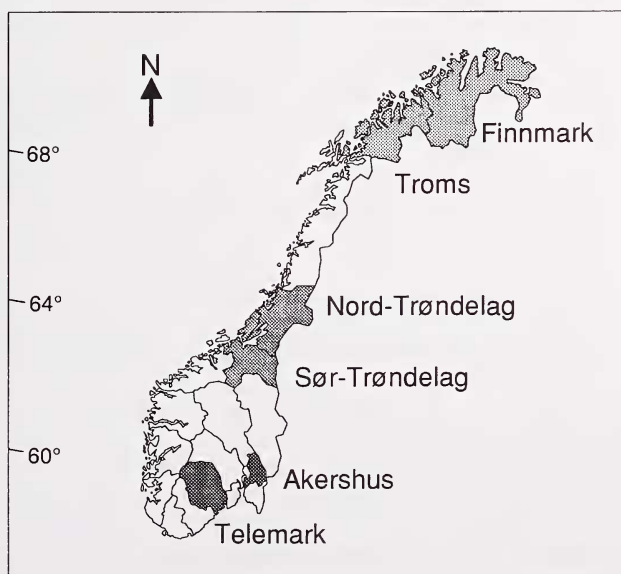 N
Finnmark
68°
Troms
64°
Nord-Trøndelag
Sør-Trøndelag
60°
Akershus
Telemark